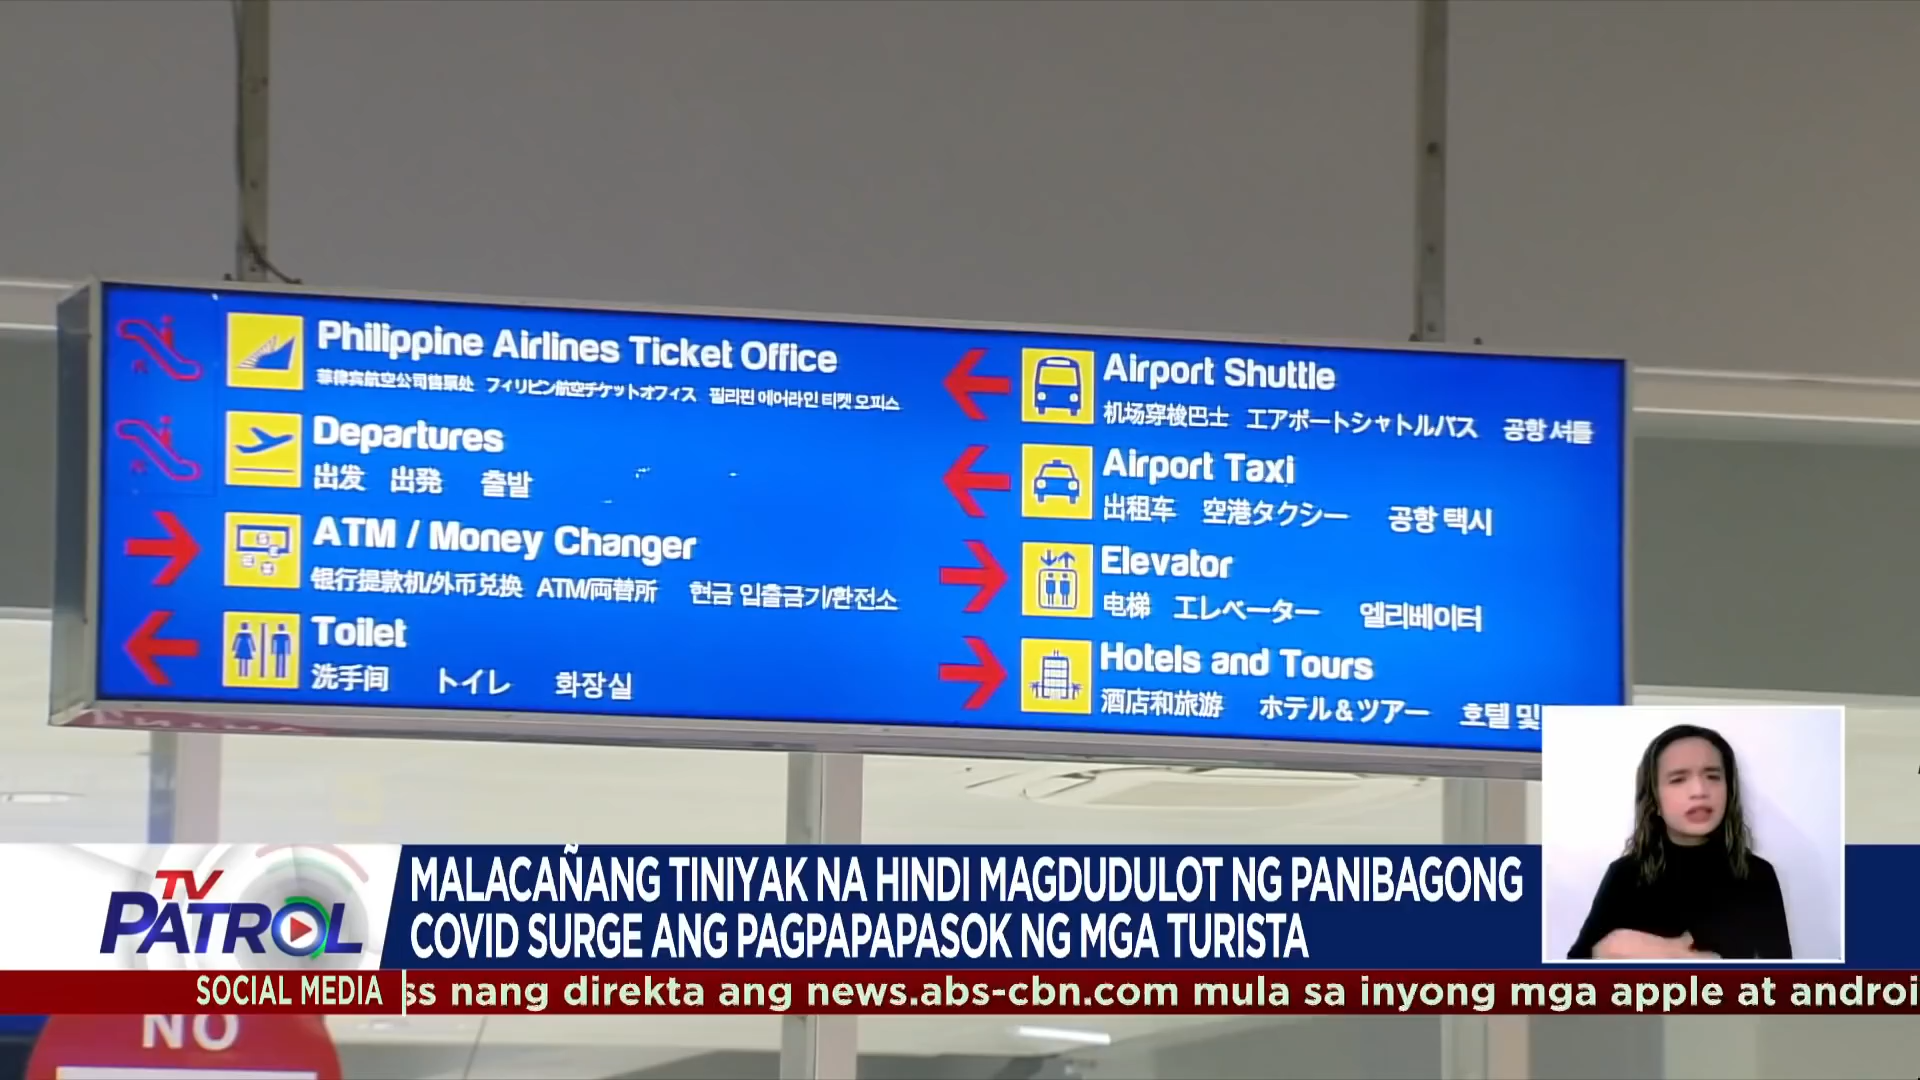 Philippine Airlines Ticket Office
菲律宾航空公司售票处 フィリピン航空チケットオフィス 필리핀 에어라인 티켓 오피스
Departures
出发 出発 출발
ATM / Money Changer
银行提款机/外币兑换 ATM/両替所 현금 입출금기/환전소
Toilet
洗手间 トイレ 화장실
Airport Shuttle
机场穿梭巴士 エアポートシャトルバス 공항 셔틀
Airport Taxi
出租车 空港タクシー 공항 택시
Elevator
电梯 エレベーター 엘리베이터
Hotels and Tours
酒店和旅游 ホテル&ツアー 호텔 및
TV PATROL
MALACAÑANG TINIYAK NA HINDI MAGDUDULOT NG PANIBAGONG
COVID SURGE ANG PAGPAPAPASOK NG MGA TURISTA
SOCIAL MEDIA ss nang direkta ang news.abs-cbn.com mula sa inyong mga apple at androi
NO